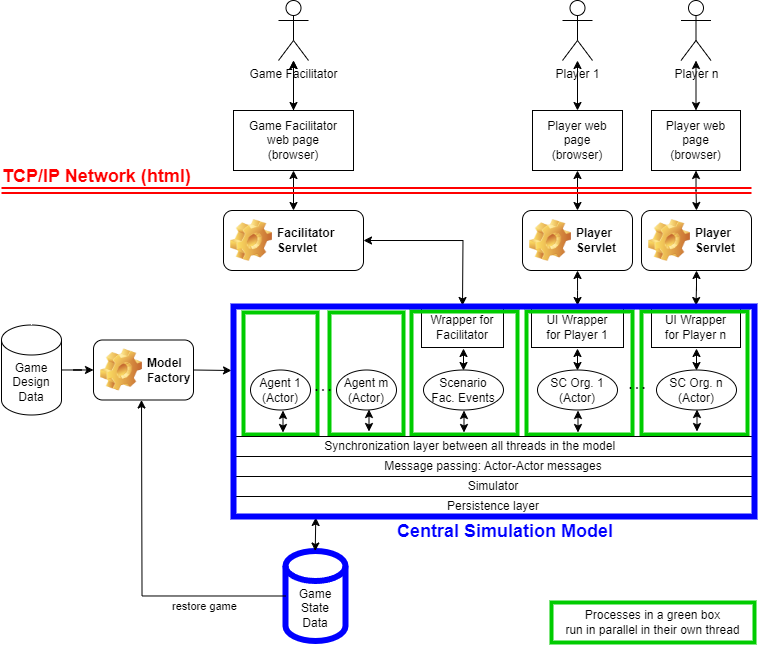 Game Facilitator
Player 1
Player n
Game Facilitator
web page
(browser)
Player web
page
(browser)
Player web
page
(browser)
TCP/IP Network (html)
Facilitator
Servlet
Player
Servlet
Player
Servlet
Game
Design
Data
Model
Factory
Wrapper for
Facilitator
UI Wrapper
for Player 1
UI Wrapper
for Player n
Agent 1
(Actor)
...
Agent m
(Actor)
Scenario
Fac. Events
SC Org. 1
(Actor)
...
SC Org. n
(Actor)
Synchronization layer between all threads in the model
Message passing: Actor-Actor messages
Simulator
Persistence layer
Central Simulation Model
Game
State
Data
restore game
Processes in a green box
run in parallel in their own thread